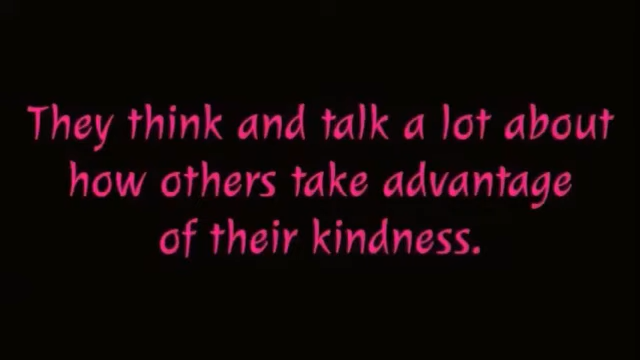 They think and talk a lot about
how others take advantage
of their kindness.